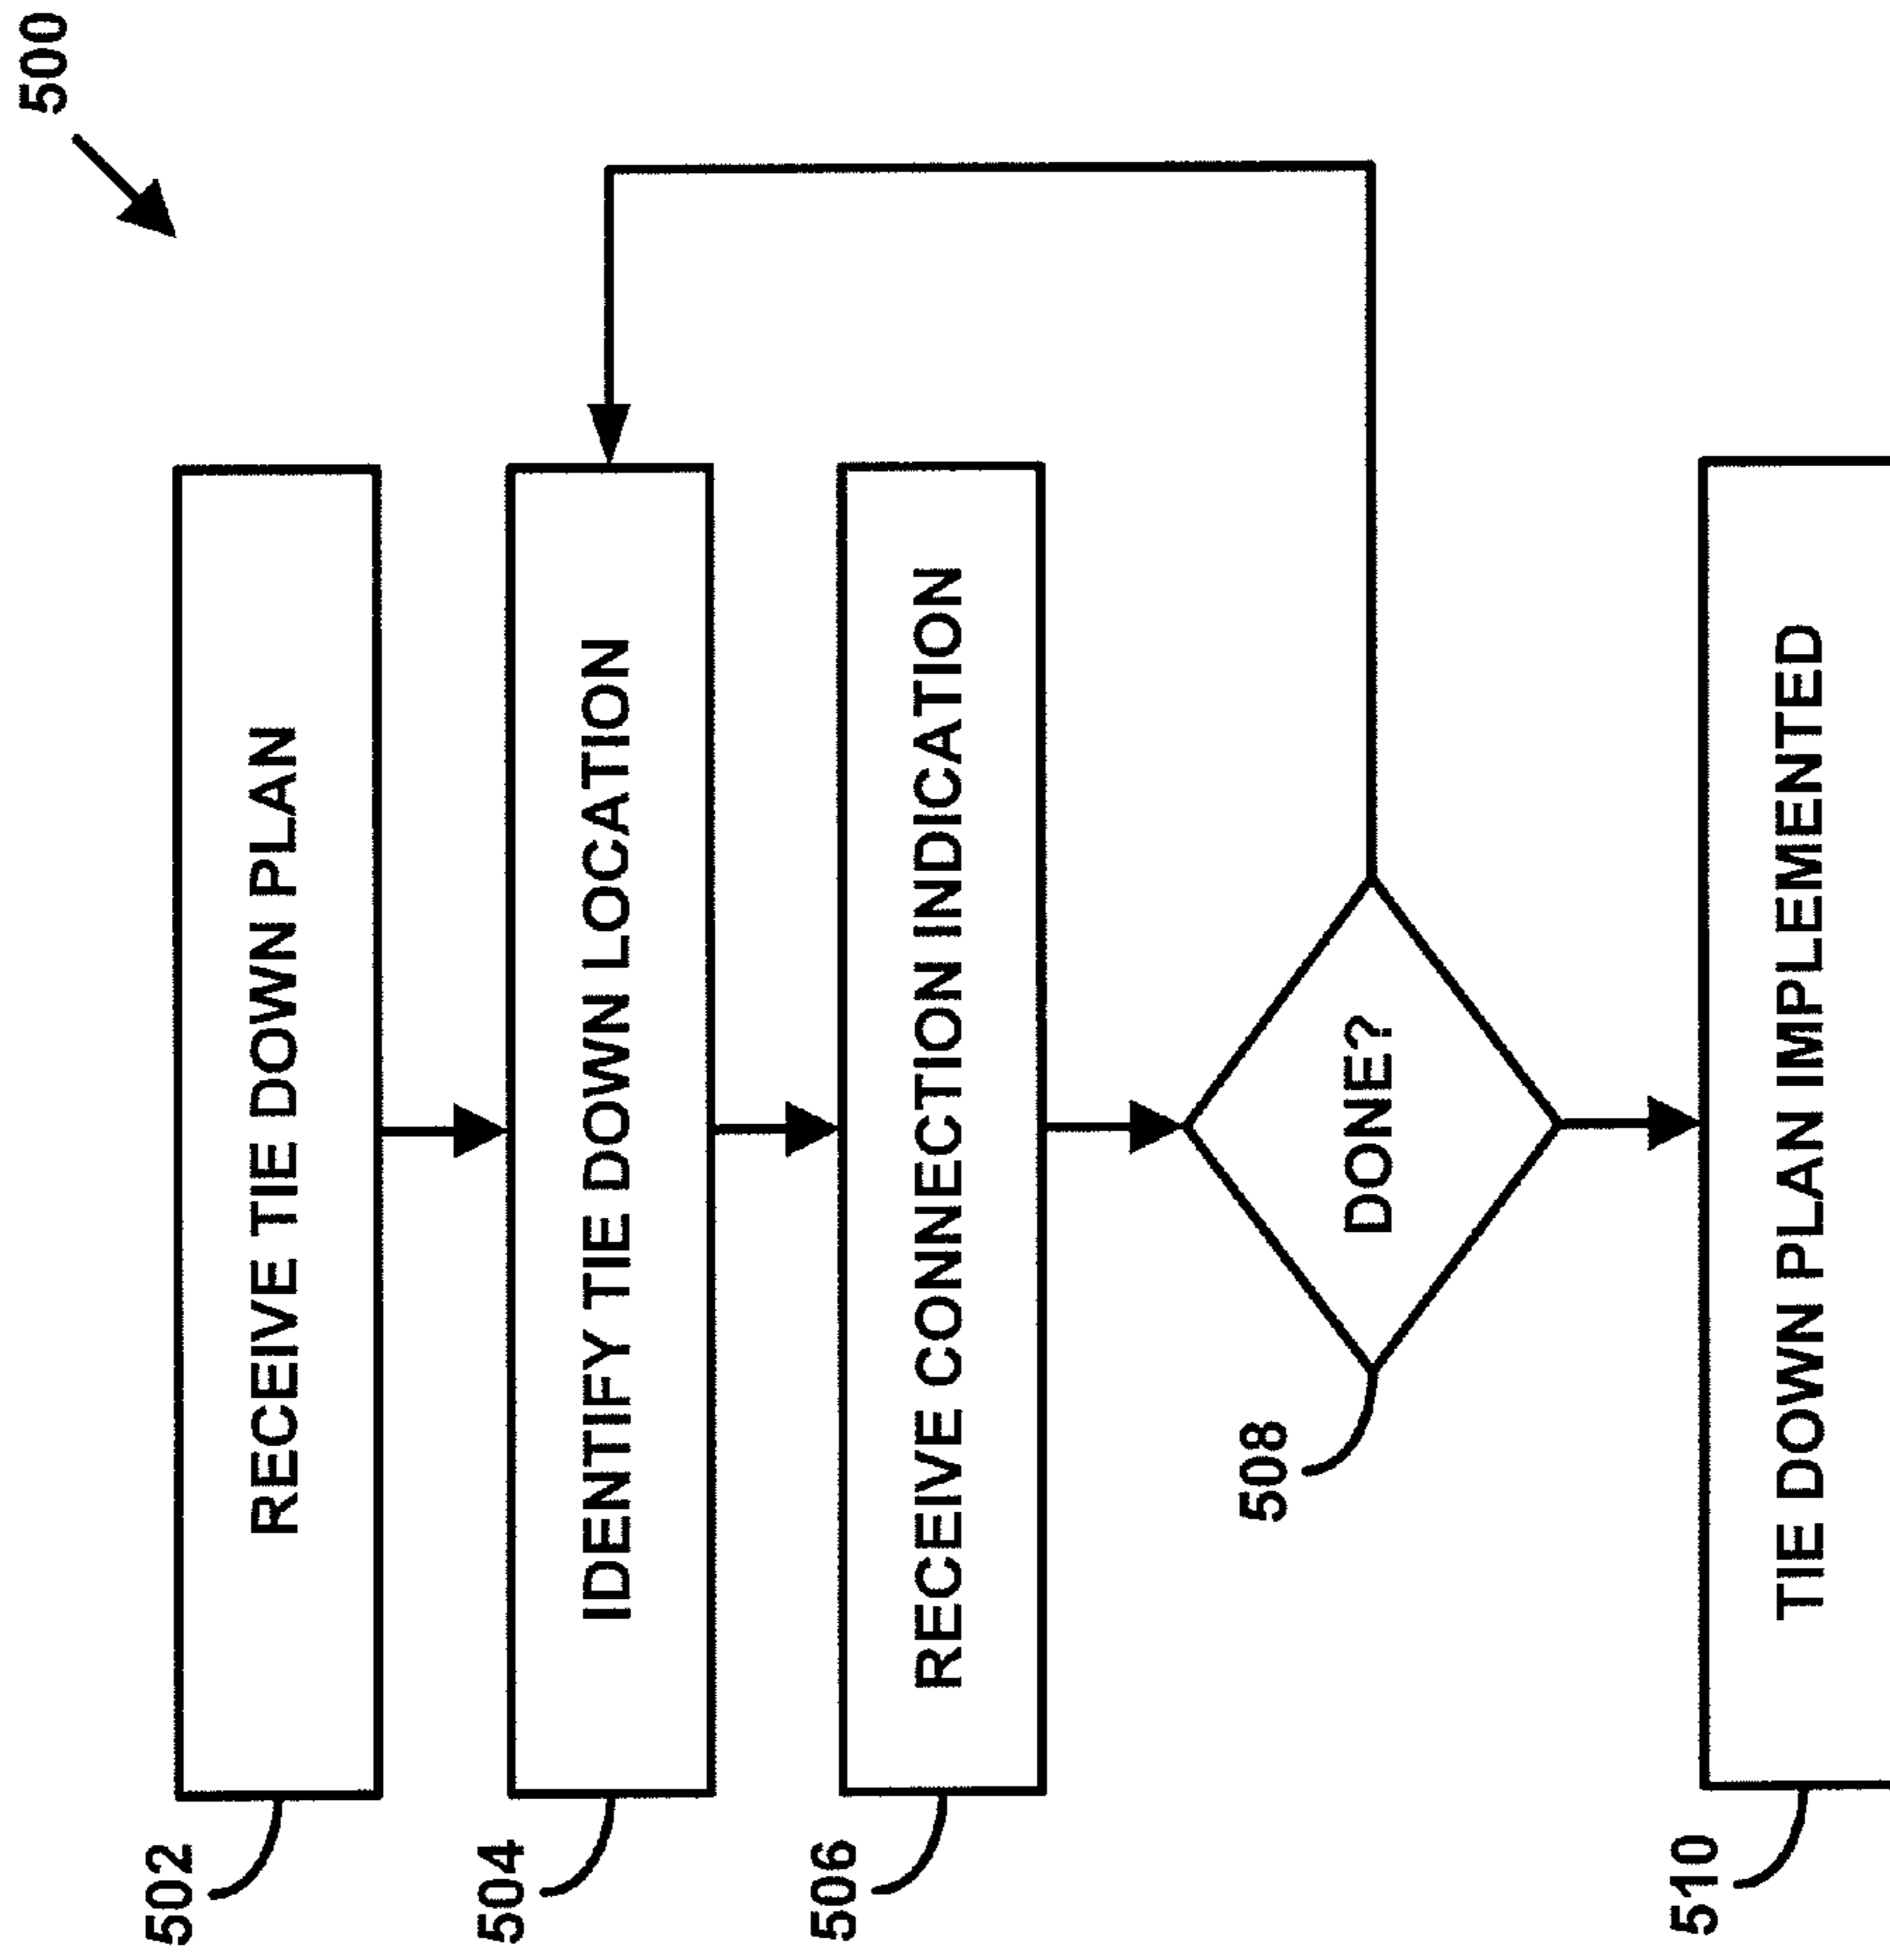 500
502
RECEIVE TIE DOWN PLAN
504
IDENTIFY TIE DOWN LOCATION
506
RECEIVE CONNECTION INDICATION
508
DONE?
510
TIE DOWN PLAN IMPLEMENTED